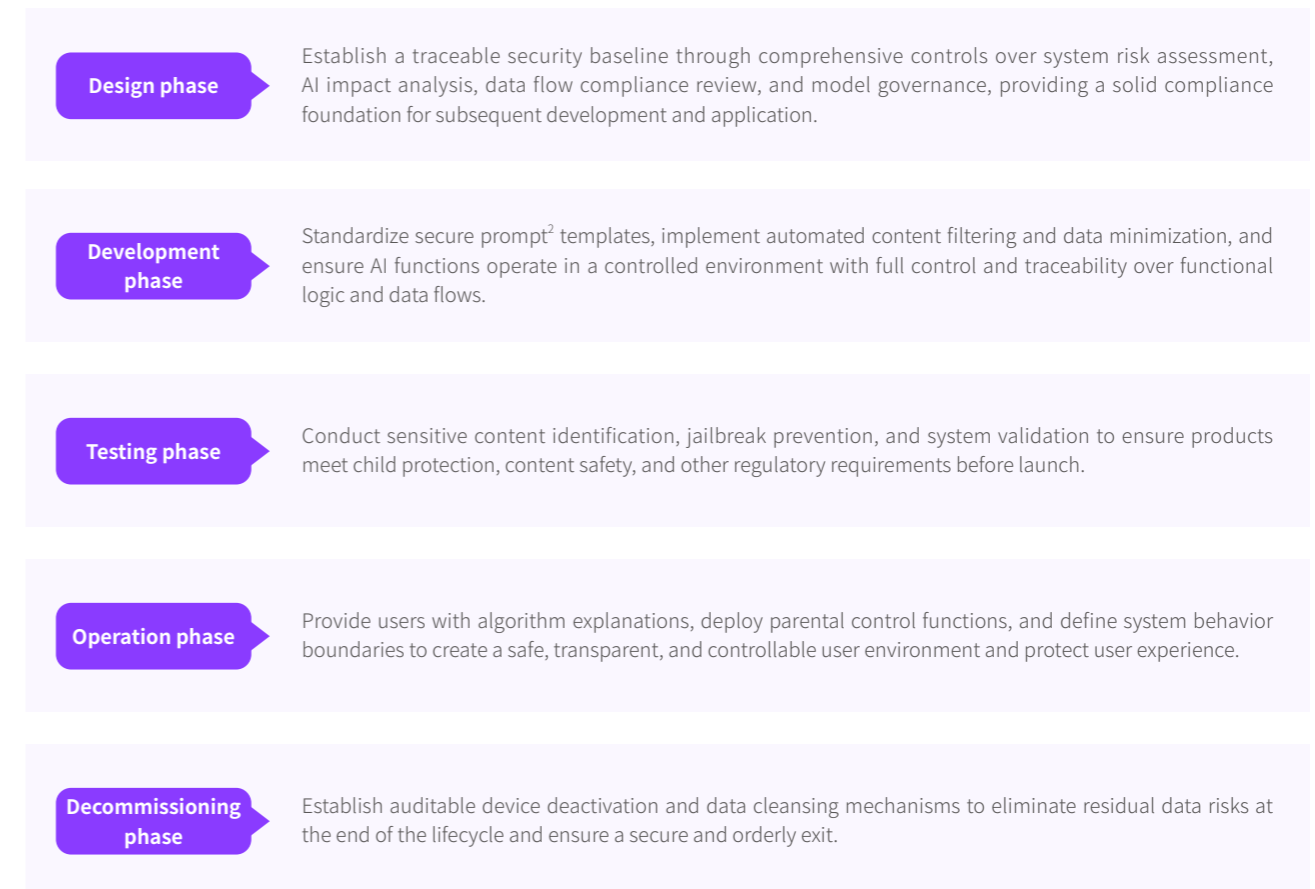 Design phase
Establish a traceable security baseline through comprehensive controls over system risk assessment,
AI impact analysis, data flow compliance review, and model governance, providing a solid compliance
foundation for subsequent development and application.
Development
phase
Standardize secure prompt² templates, implement automated content filtering and data minimization, and
ensure AI functions operate in a controlled environment with full control and traceability over functional
logic and data flows.
Testing phase
Conduct sensitive content identification, jailbreak prevention, and system validation to ensure products
meet child protection, content safety, and other regulatory requirements before launch.
Operation phase
Provide users with algorithm explanations, deploy parental control functions, and define system behavior
boundaries to create a safe, transparent, and controllable user environment and protect user experience.
Decommissioning
phase
Establish auditable device deactivation and data cleansing mechanisms to eliminate residual data risks at
the end of the lifecycle and ensure a secure and orderly exit.